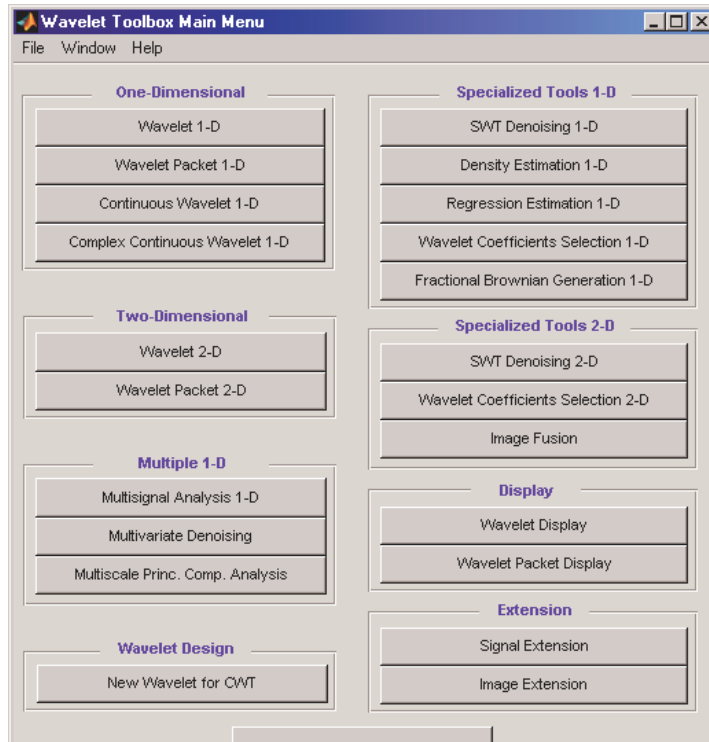 Wavelet Toolbox Main Menu
File Window Help
One-Dimensional
Wavelet 1-D
Wavelet Packet 1-D
Continuous Wavelet 1-D
Complex Continuous Wavelet 1-D
Two-Dimensional
Wavelet 2-D
Wavelet Packet 2-D
Multiple 1-D
Multisignal Analysis 1-D
Multivariate Denoising
Multiscale Princ. Comp. Analysis
Wavelet Design
New Wavelet for CWT
Specialized Tools 1-D
SWT Denoising 1-D
Density Estimation 1-D
Regression Estimation 1-D
Wavelet Coefficients Selection 1-D
Fractional Brownian Generation 1-D
Specialized Tools 2-D
SWT Denoising 2-D
Wavelet Coefficients Selection 2-D
Image Fusion
Display
Wavelet Display
Wavelet Packet Display
Extension
Signal Extension
Image Extension